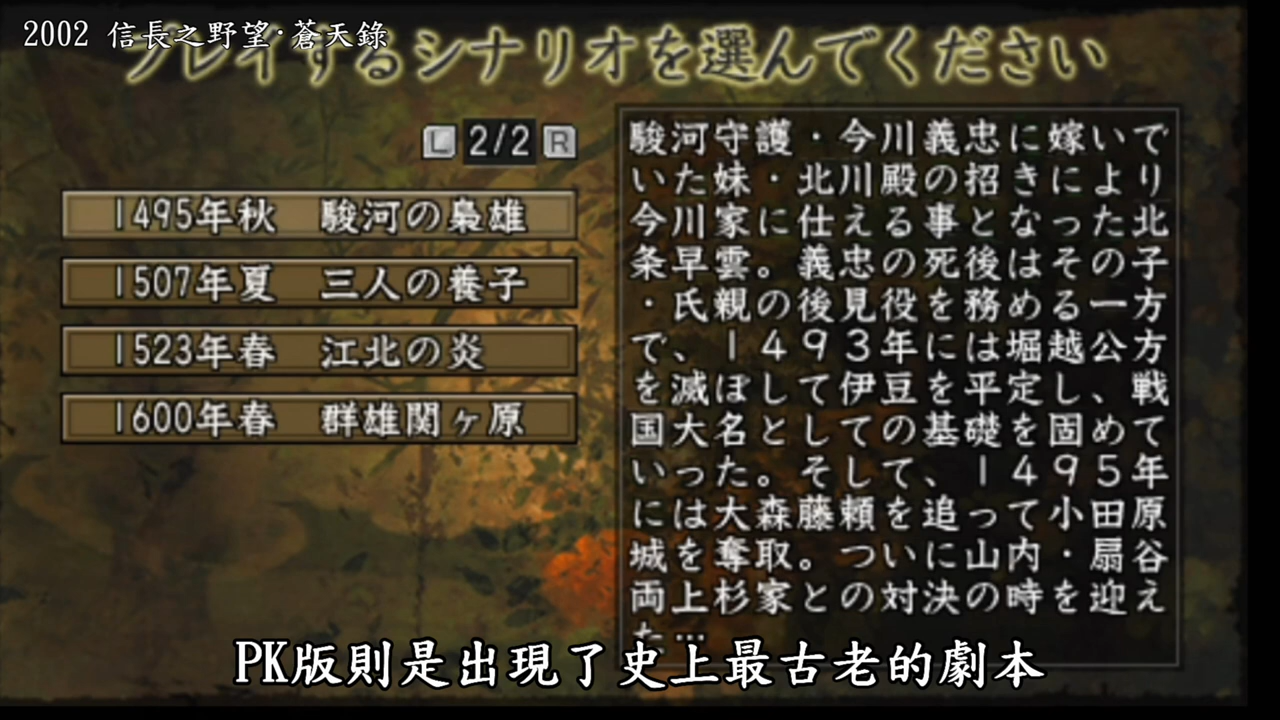 2002 信長之野望·蒼天錄
プレイするシナリオを選んでください
L 2/2 R
1495年秋 駿河の梟雄
1507年夏 三人の養子
1523年春 江北の炎
1600年春 群雄関ヶ原
駿河守護・今川義忠に嫁いで
いた妹・北川殿の招きにより
今川家に仕える事となった北
条早雲。義忠の死後はその子
・氏親の後見役を務める一方
で、1493年には堀越公方
を滅ぼして伊豆を平定し、戦
国大名としての基礎を固めて
いった。そして、1495年
には大森藤頼を追って小田原
城を奪取。ついに山内・扇谷
両上杉家との対決の時を迎え
た…
PK版則是出現了史上最古老的劇本